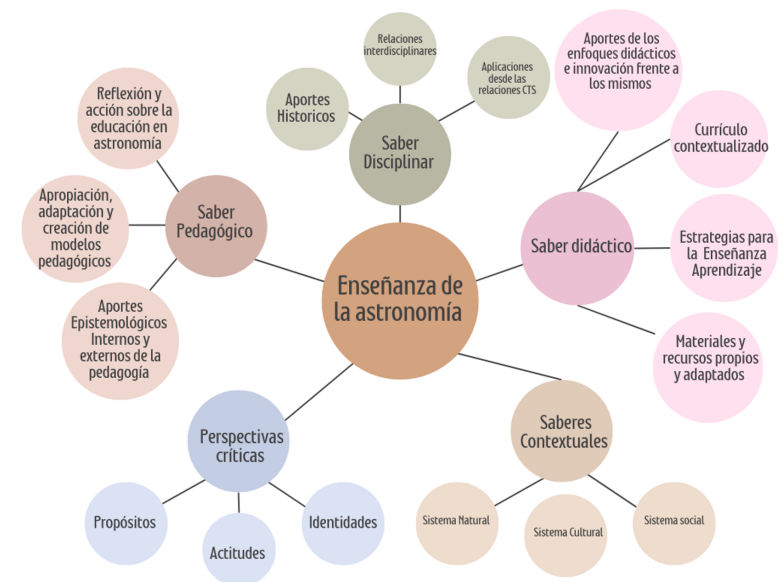 Relaciones
interdisciplinares
Aportes
Historicos
Aplicaciones
desde las
relaciones CTS
Saber
Disciplinar
Aportes de los
enfoques didácticos
e innovación frente a
los mismos
Currículo
contextualizado
Saber didáctico
Estrategias para
la Enseñanza
Aprendizaje
Materiales y
recursos propios
y adaptados
Reflexión y
acción sobre la
educación en
astronomía
Apropiación,
adaptación y
creación de
modelos
pedagógicos
Saber
Pedagógico
Aportes
Epistemológicos
Internos y
externos de la
pedagogía
Enseñanza de
la astronomía
Perspectivas
críticas
Propósitos
Actitudes
Identidades
Saberes
Contextuales
Sistema Natural
Sistema Cultural
Sistema social